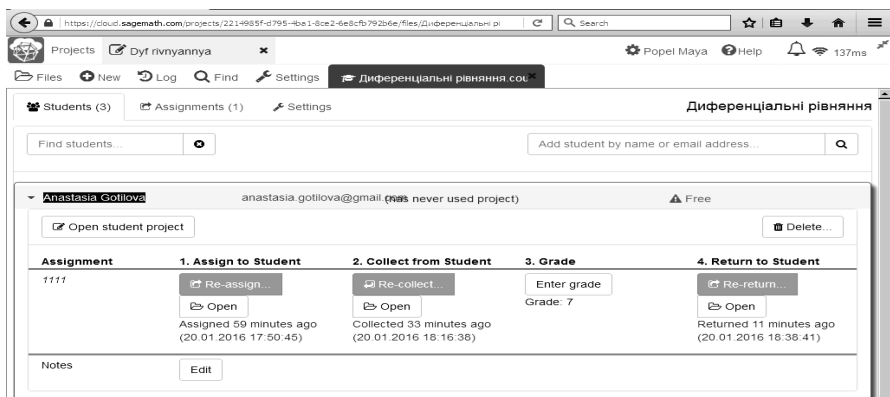 https://cloud.sagemath.com/projects/2214985f-d795-4ba1-8ce2-6e8cfb792b6e/files/Диференціальні рі
Search
Projects Dyf rivnyannya Popel Maya Help 137ms
Files New Log Find Settings Диференціальні рівняння.cou
Students (3) Assignments (1) Settings Диференціальні рівняння
Find students... Add student by name or email address...
Anastasia Gotilova anastasia.gotilova@gmail.com (has never used project) Free
Open student project Delete...
Assignment 1. Assign to Student 2. Collect from Student 3. Grade 4. Return to Student
1111 Re-assign... Re-collect... Enter grade Re-return...
Open Open Grade: 7 Open
Assigned 59 minutes ago Collected 33 minutes ago Returned 11 minutes ago
(20.01.2016 17:50:45) (20.01.2016 18:16:38) (20.01.2016 18:38:41)
Notes Edit